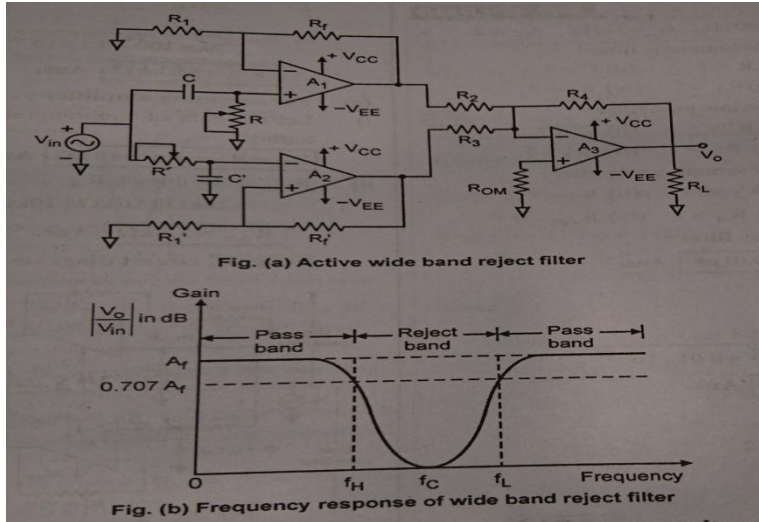 R1 Rf
+ VCC
C A1
R -VEE
R2 R4
R3 + VCC
Vin + VCC A3 Vo
R' C' A2 ROM -VEE RL
-VEE
R1' Rf'
Fig. (a) Active wide band reject filter
Gain
|Vo/Vin| in dB
Pass band Reject band Pass band
Af
0.707 Af
O fH fC fL Frequency
Fig. (b) Frequency response of wide band reject filter